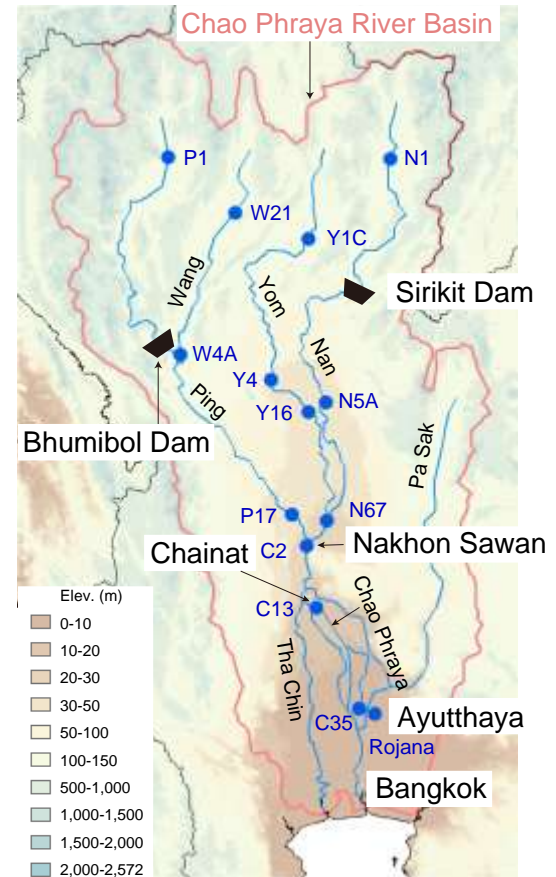 Chao Phraya River Basin
P1
N1
W21
Y1C
Wang
Yom
Sirikit Dam
Nan
W4A
Y4
N5A
Ping
Y16
Bhumibol Dam
Pa Sak
P17
N67
C2
Nakhon Sawan
Chainat
C13
Chao Phraya
Tha Chin
C35
Ayutthaya
Rojana
Bangkok
Elev. (m)
0-10
10-20
20-30
30-50
50-100
100-150
500-1,000
1,000-1,500
1,500-2,000
2,000-2,572